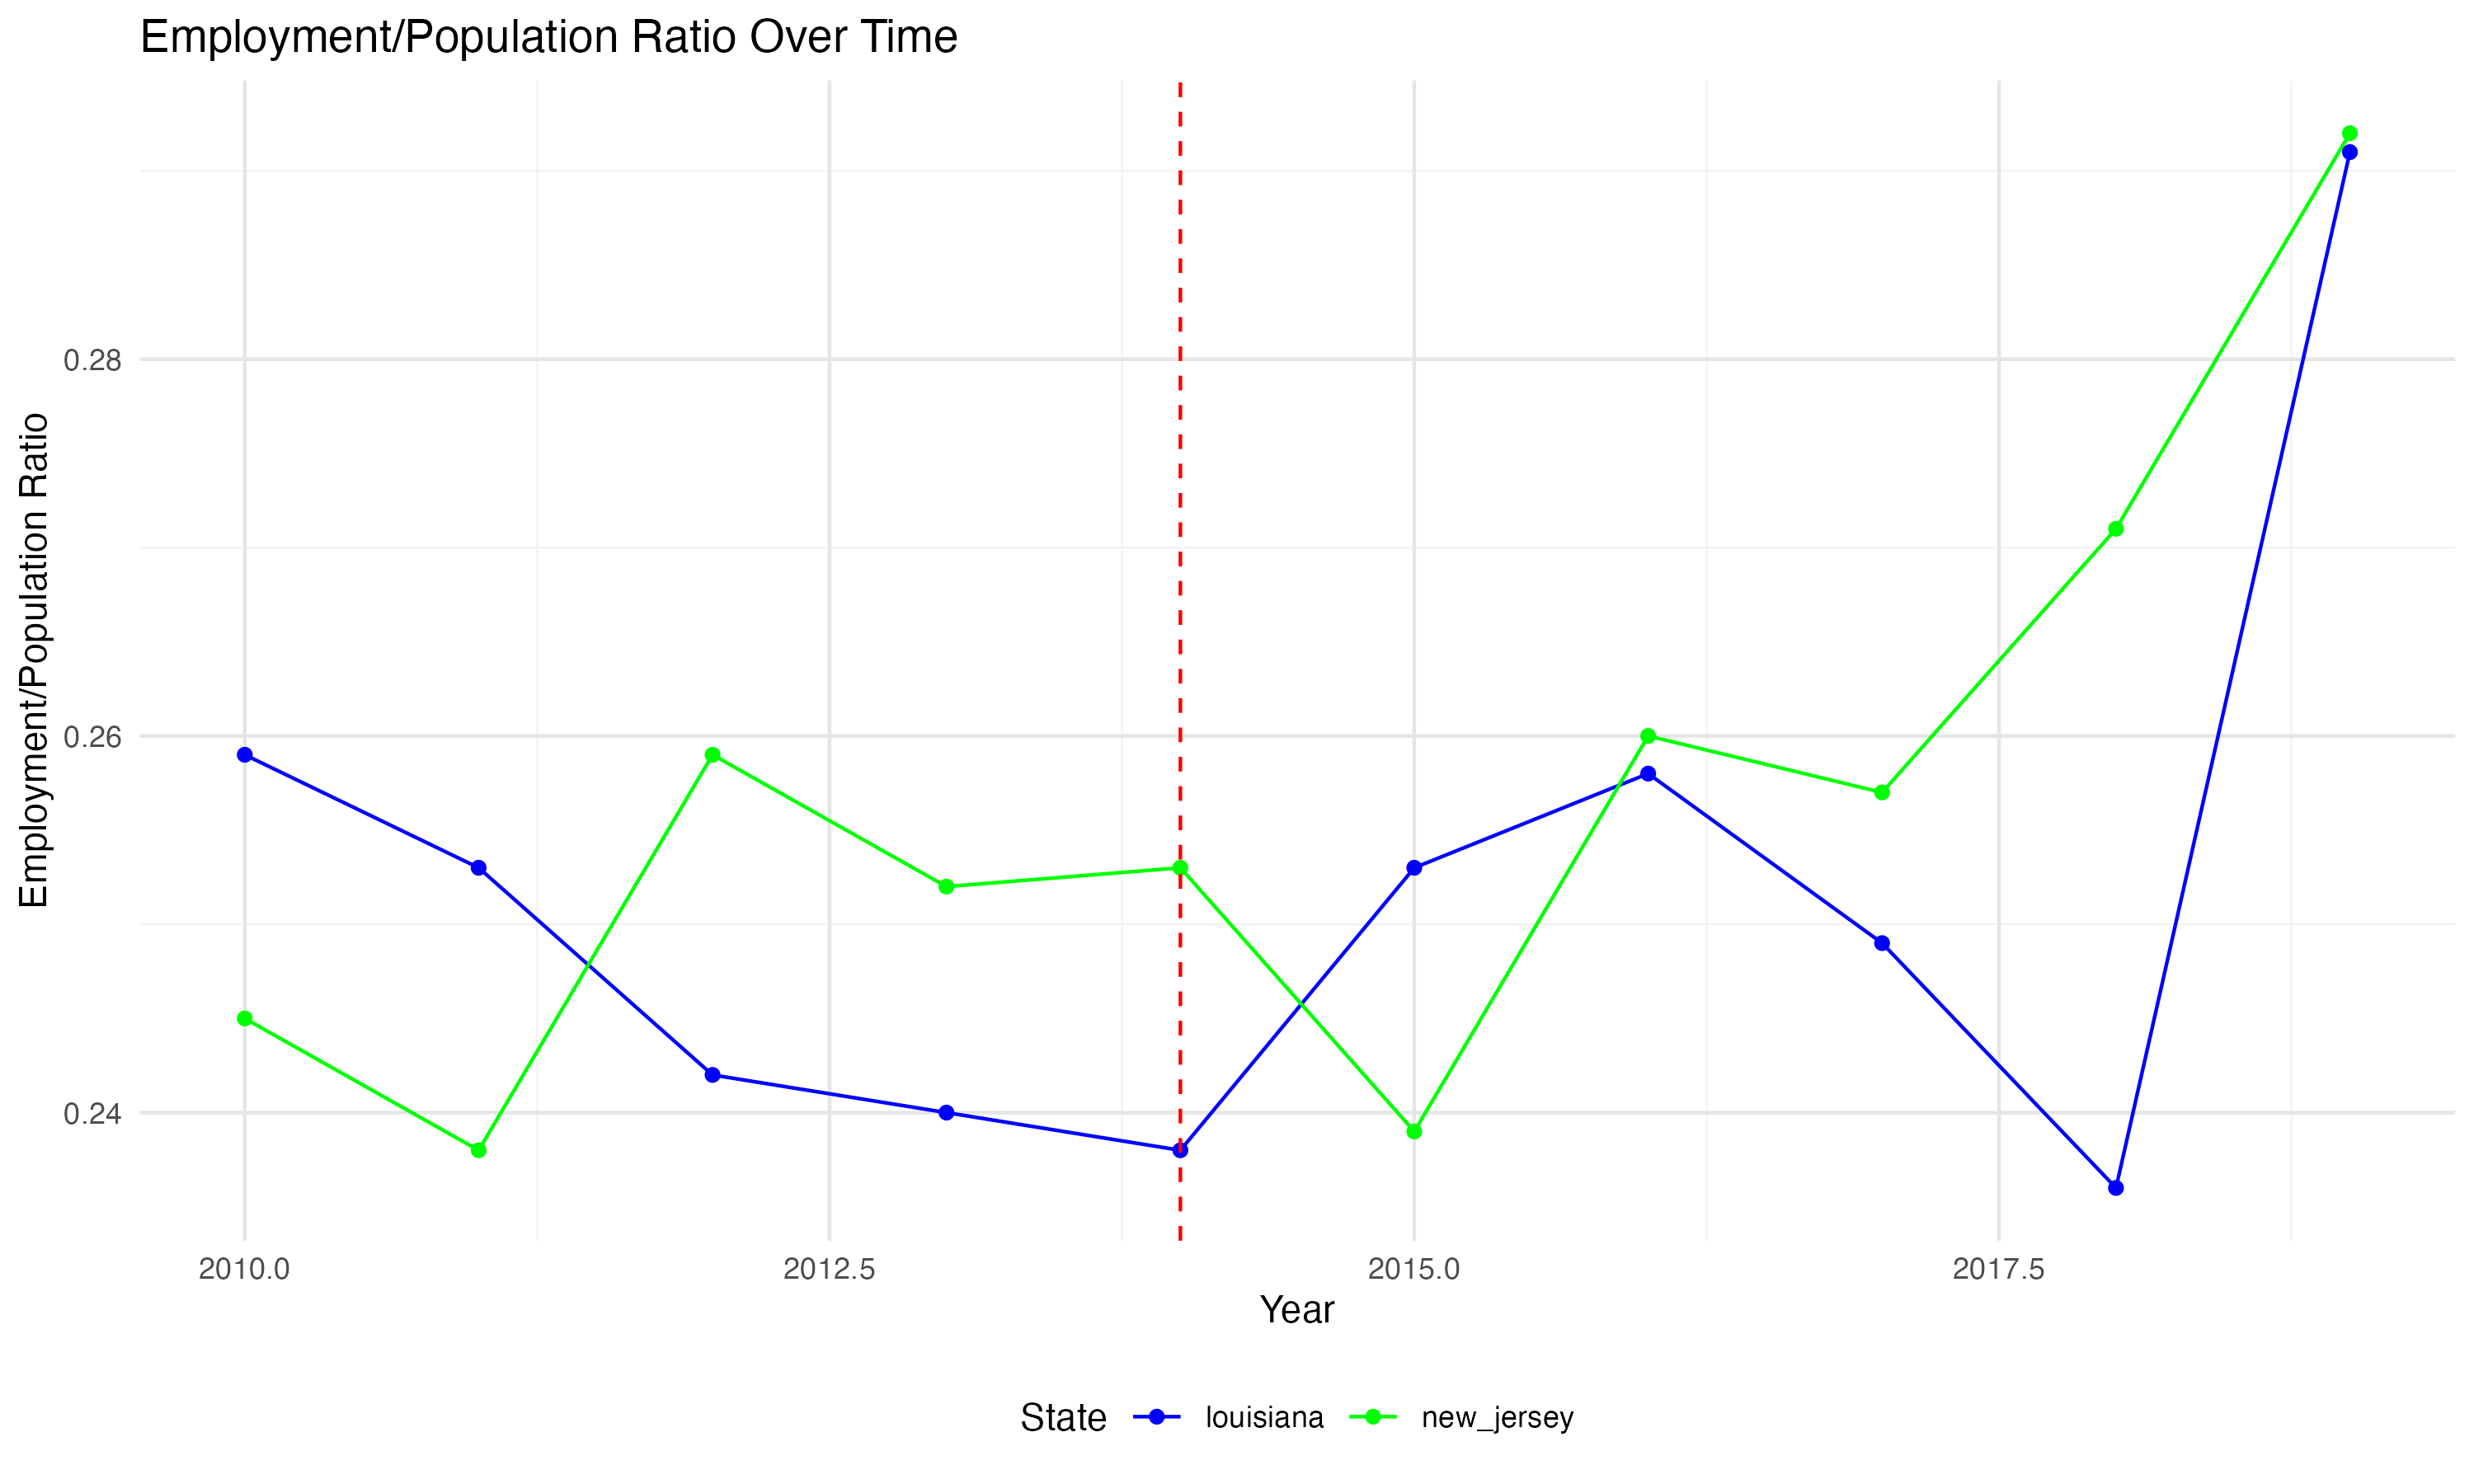 Employment/Population Ratio Over Time
Employment/Population Ratio
0.28
0.26
0.24
2010.0 2012.5 2015.0 2017.5
Year
State louisiana new_jersey